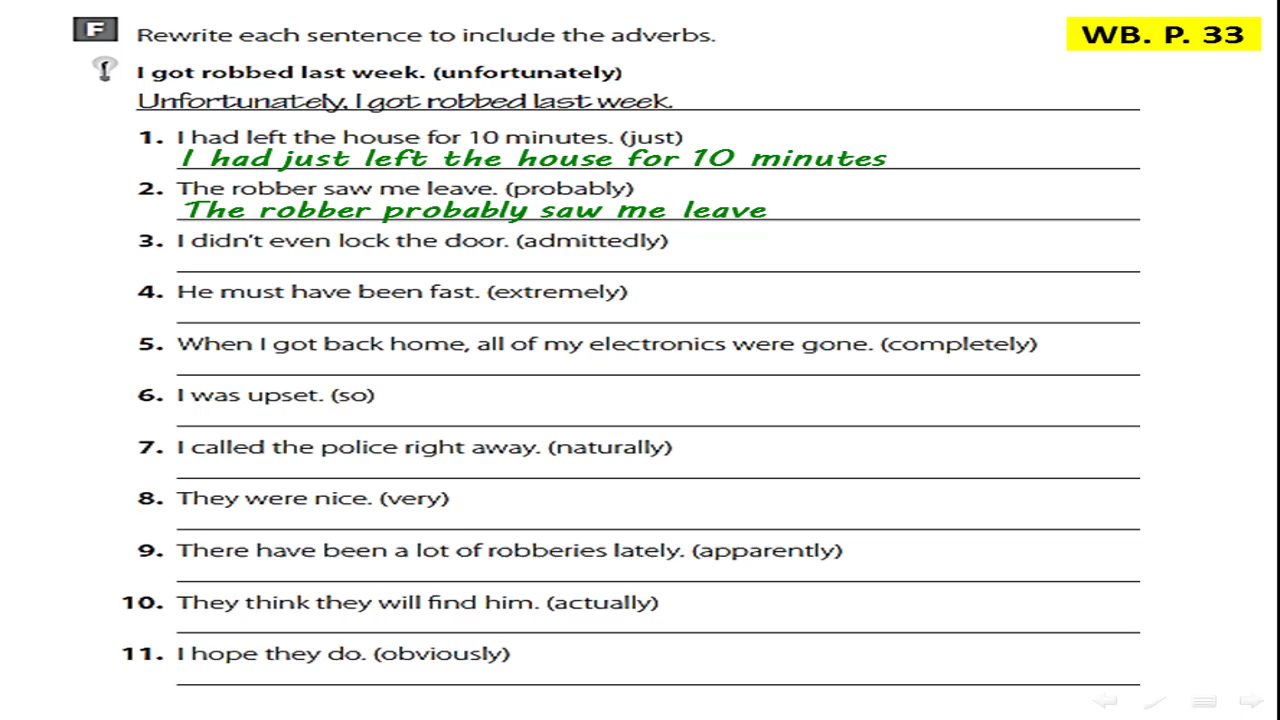 F Rewrite each sentence to include the adverbs.
WB. P. 33
I got robbed last week. (unfortunately)
Unfortunately, I got robbed last week.
1. I had left the house for 10 minutes. (just)
I had just left the house for 10 minutes
2. The robber saw me leave. (probably)
The robber probably saw me leave
3. I didn't even lock the door. (admittedly)
4. He must have been fast. (extremely)
5. When I got back home, all of my electronics were gone. (completely)
6. I was upset. (so)
7. I called the police right away. (naturally)
8. They were nice. (very)
9. There have been a lot of robberies lately. (apparently)
10. They think they will find him. (actually)
11. I hope they do. (obviously)